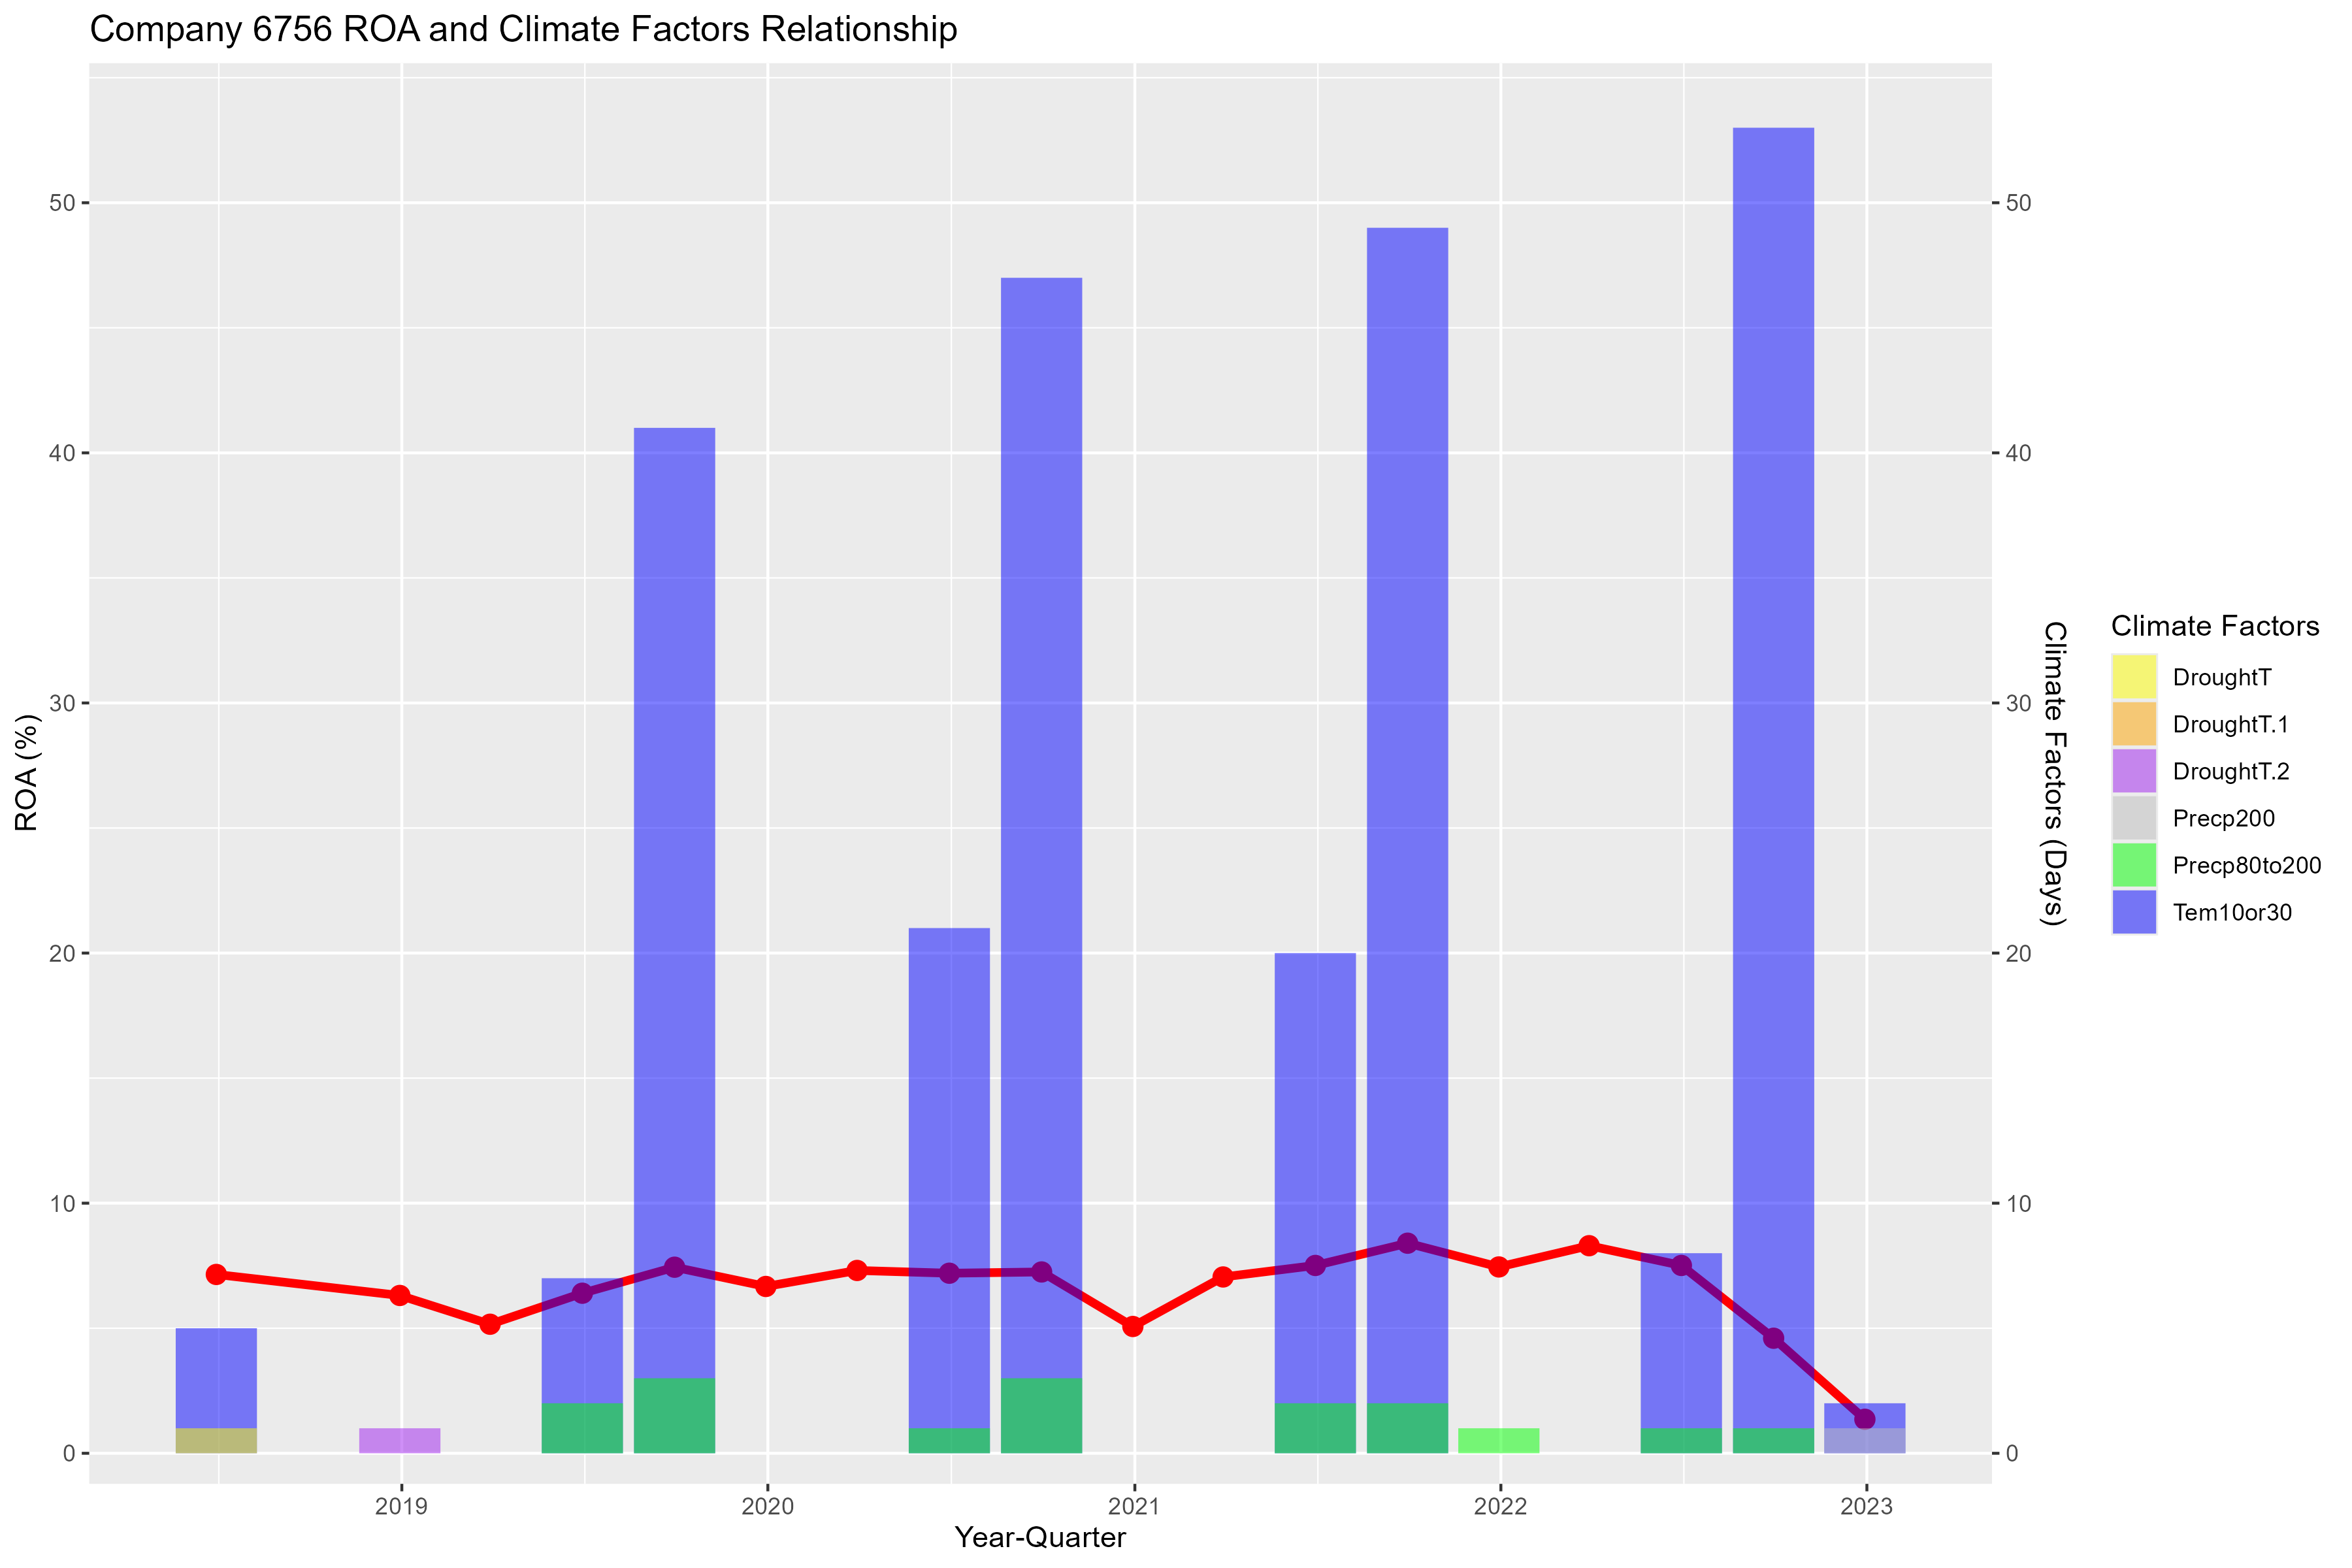 Company 6756 ROA and Climate Factors Relationship
ROA (%)
50
40
30
20
10
0
50
40
30
20
10
0
Climate Factors (Days)
2019 2020 2021 2022 2023
Year-Quarter
Climate Factors
DroughtT
DroughtT.1
DroughtT.2
Precp200
Precp80to200
Tem10or30